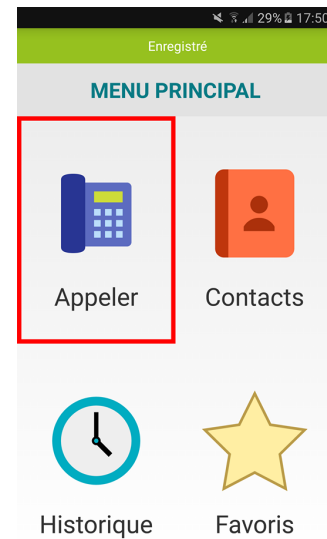 29% 17:50
Enregistré
MENU PRINCIPAL
Appeler Contacts
Historique Favoris